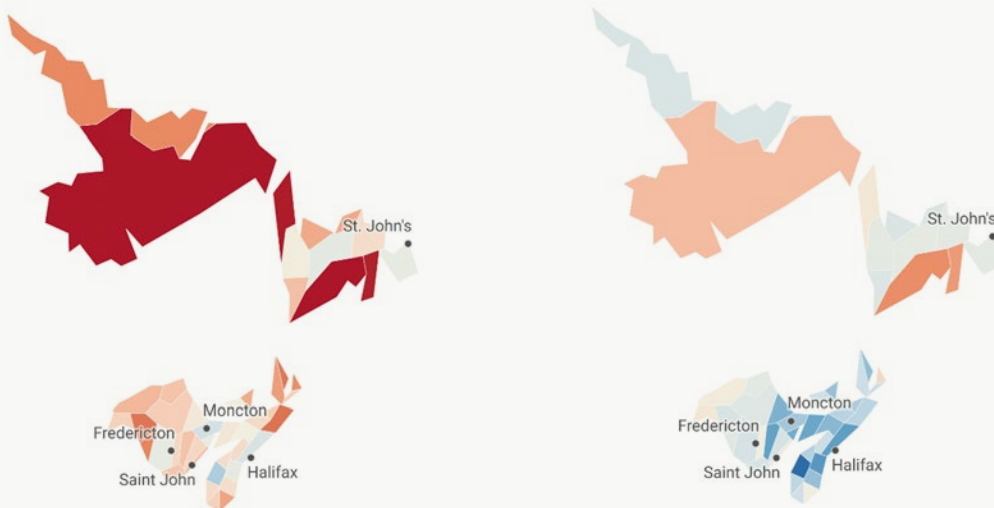 St. John's
St. John's
Moncton
Fredericton
Saint John
Halifax
Moncton
Fredericton
Saint John
Halifax